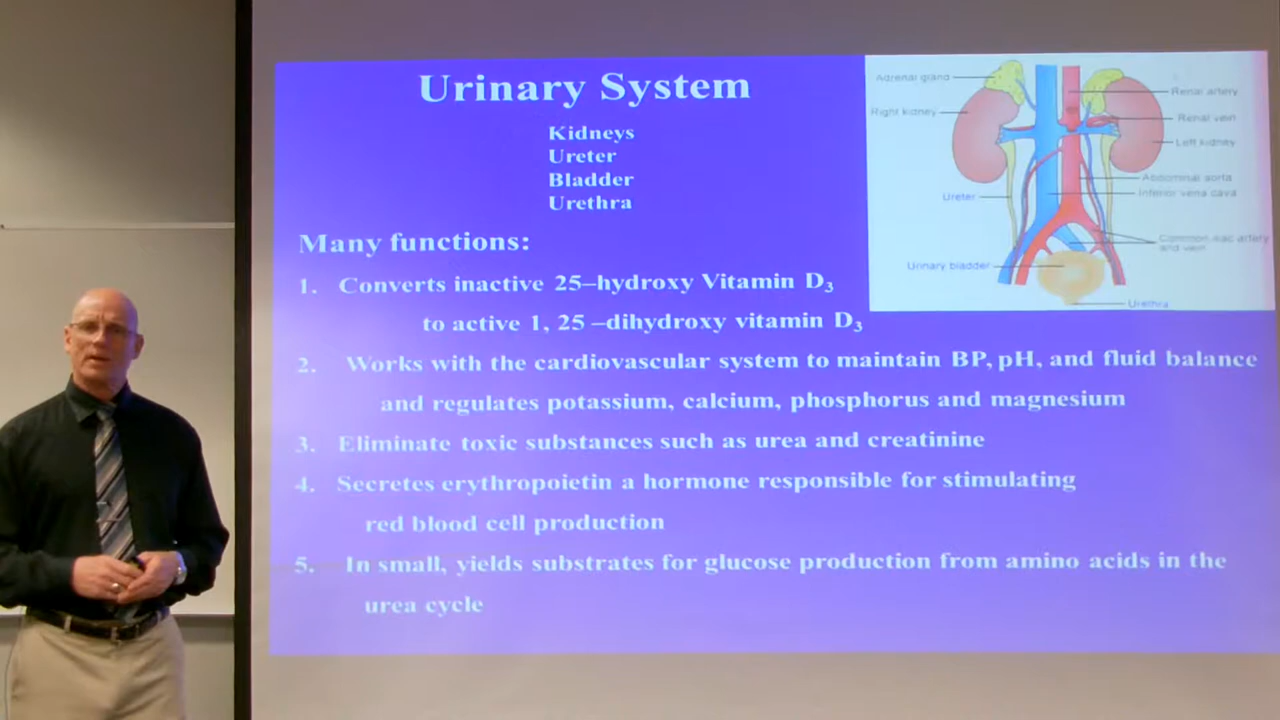 Urinary System
Kidneys
Ureter
Bladder
Urethra
Many functions:
1. Converts inactive 25–hydroxy Vitamin D3
to active 1, 25 –dihydroxy vitamin D3
2. Works with the cardiovascular system to maintain BP, pH, and fluid balance
and regulates potassium, calcium, phosphorus and magnesium
3. Eliminate toxic substances such as urea and creatinine
4. Secretes erythropoietin a hormone responsible for stimulating
red blood cell production
5. In small, yields substrates for glucose production from amino acids in the
urea cycle
Adrenal gland
Right kidney
Ureter
Urinary bladder
Renal artery
Renal vein
Left kidney
Abdominal aorta
Inferior vena cava
Common iliac artery
and vein
Urethra